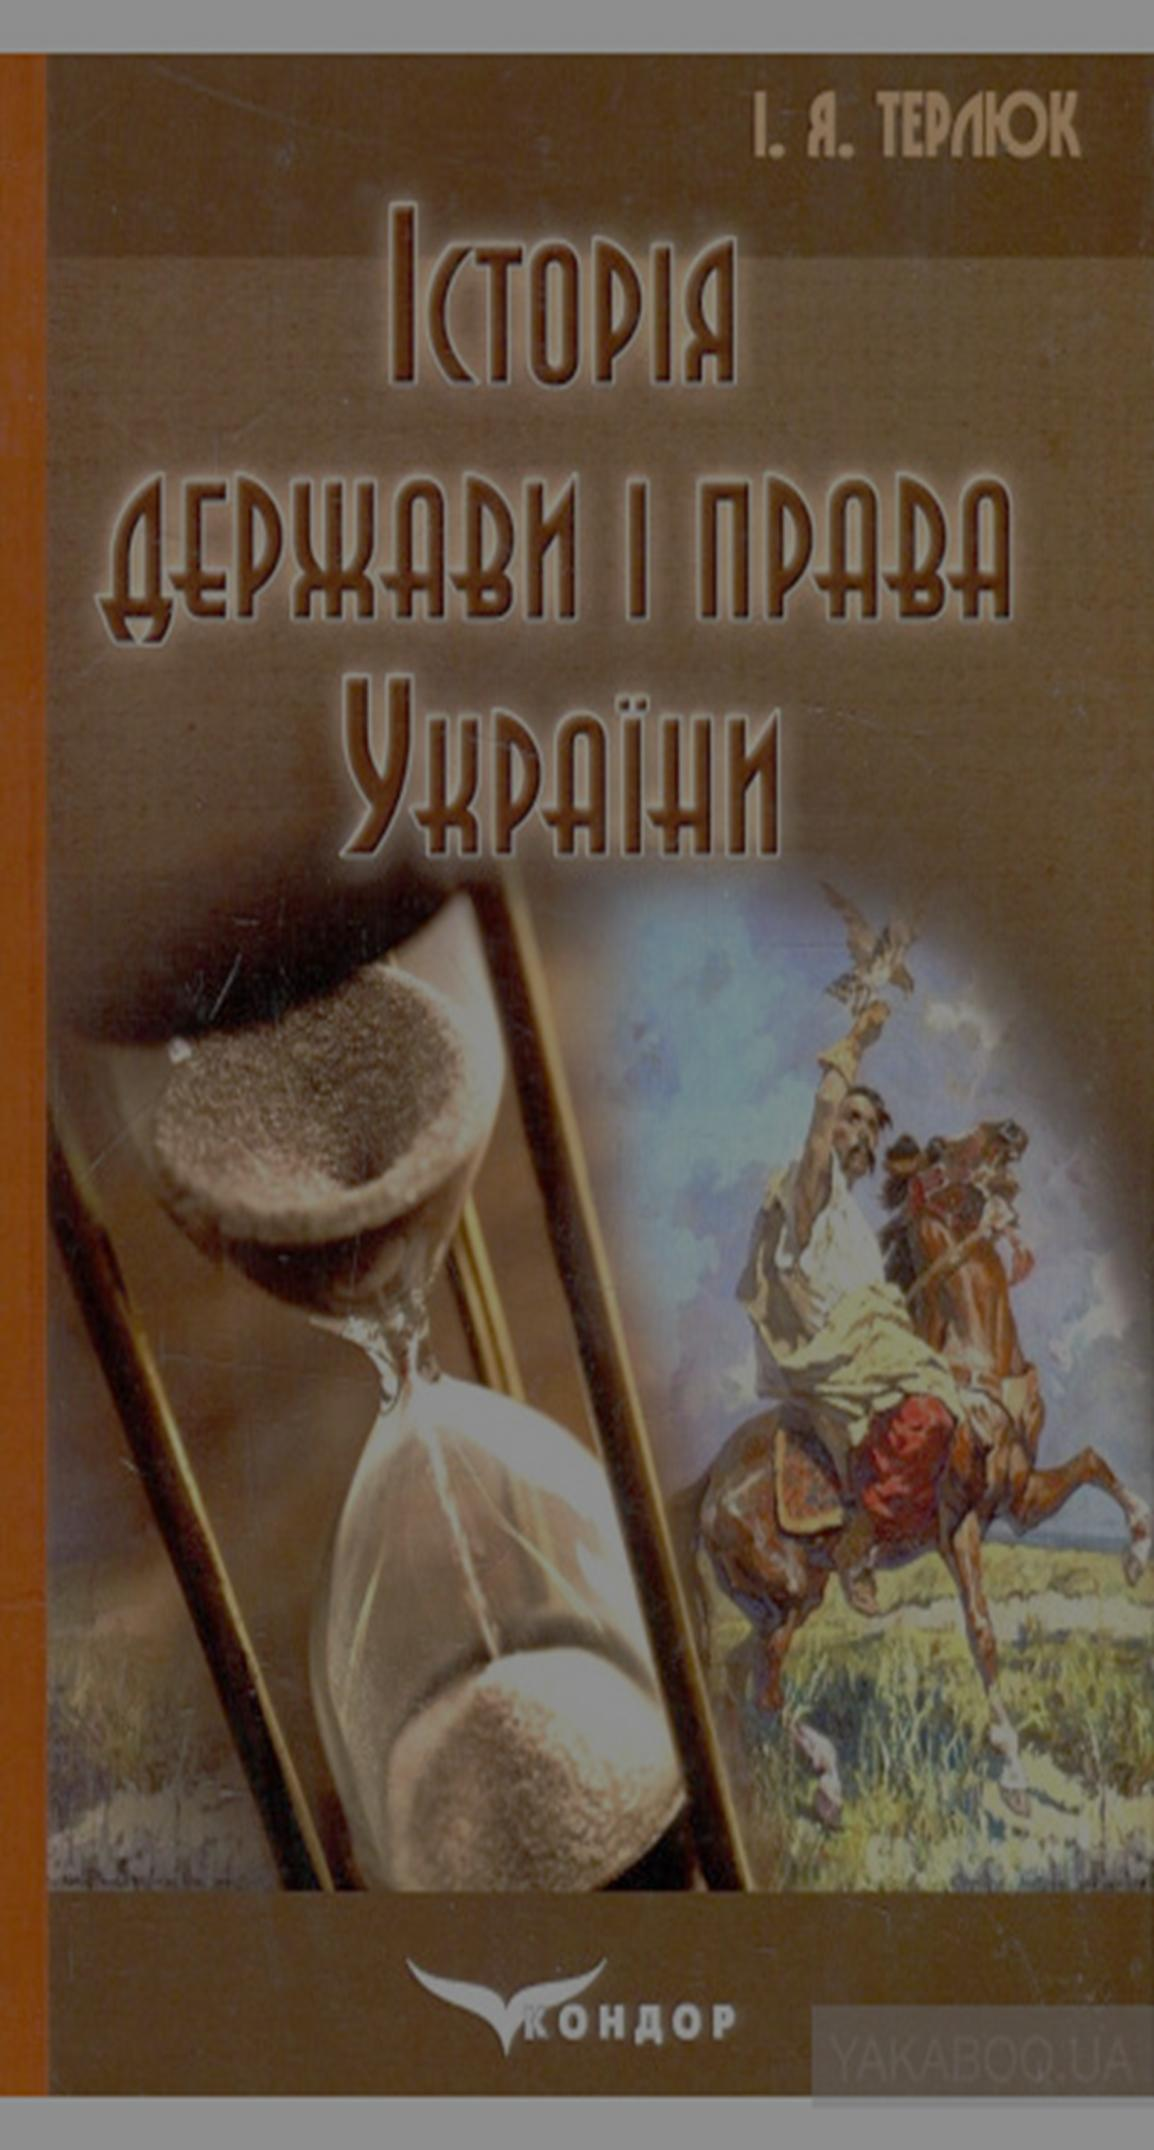 І. Я. ТЕРЛЮК
Історія
держави і права
України
КОНДОР
YAKABOO.UA